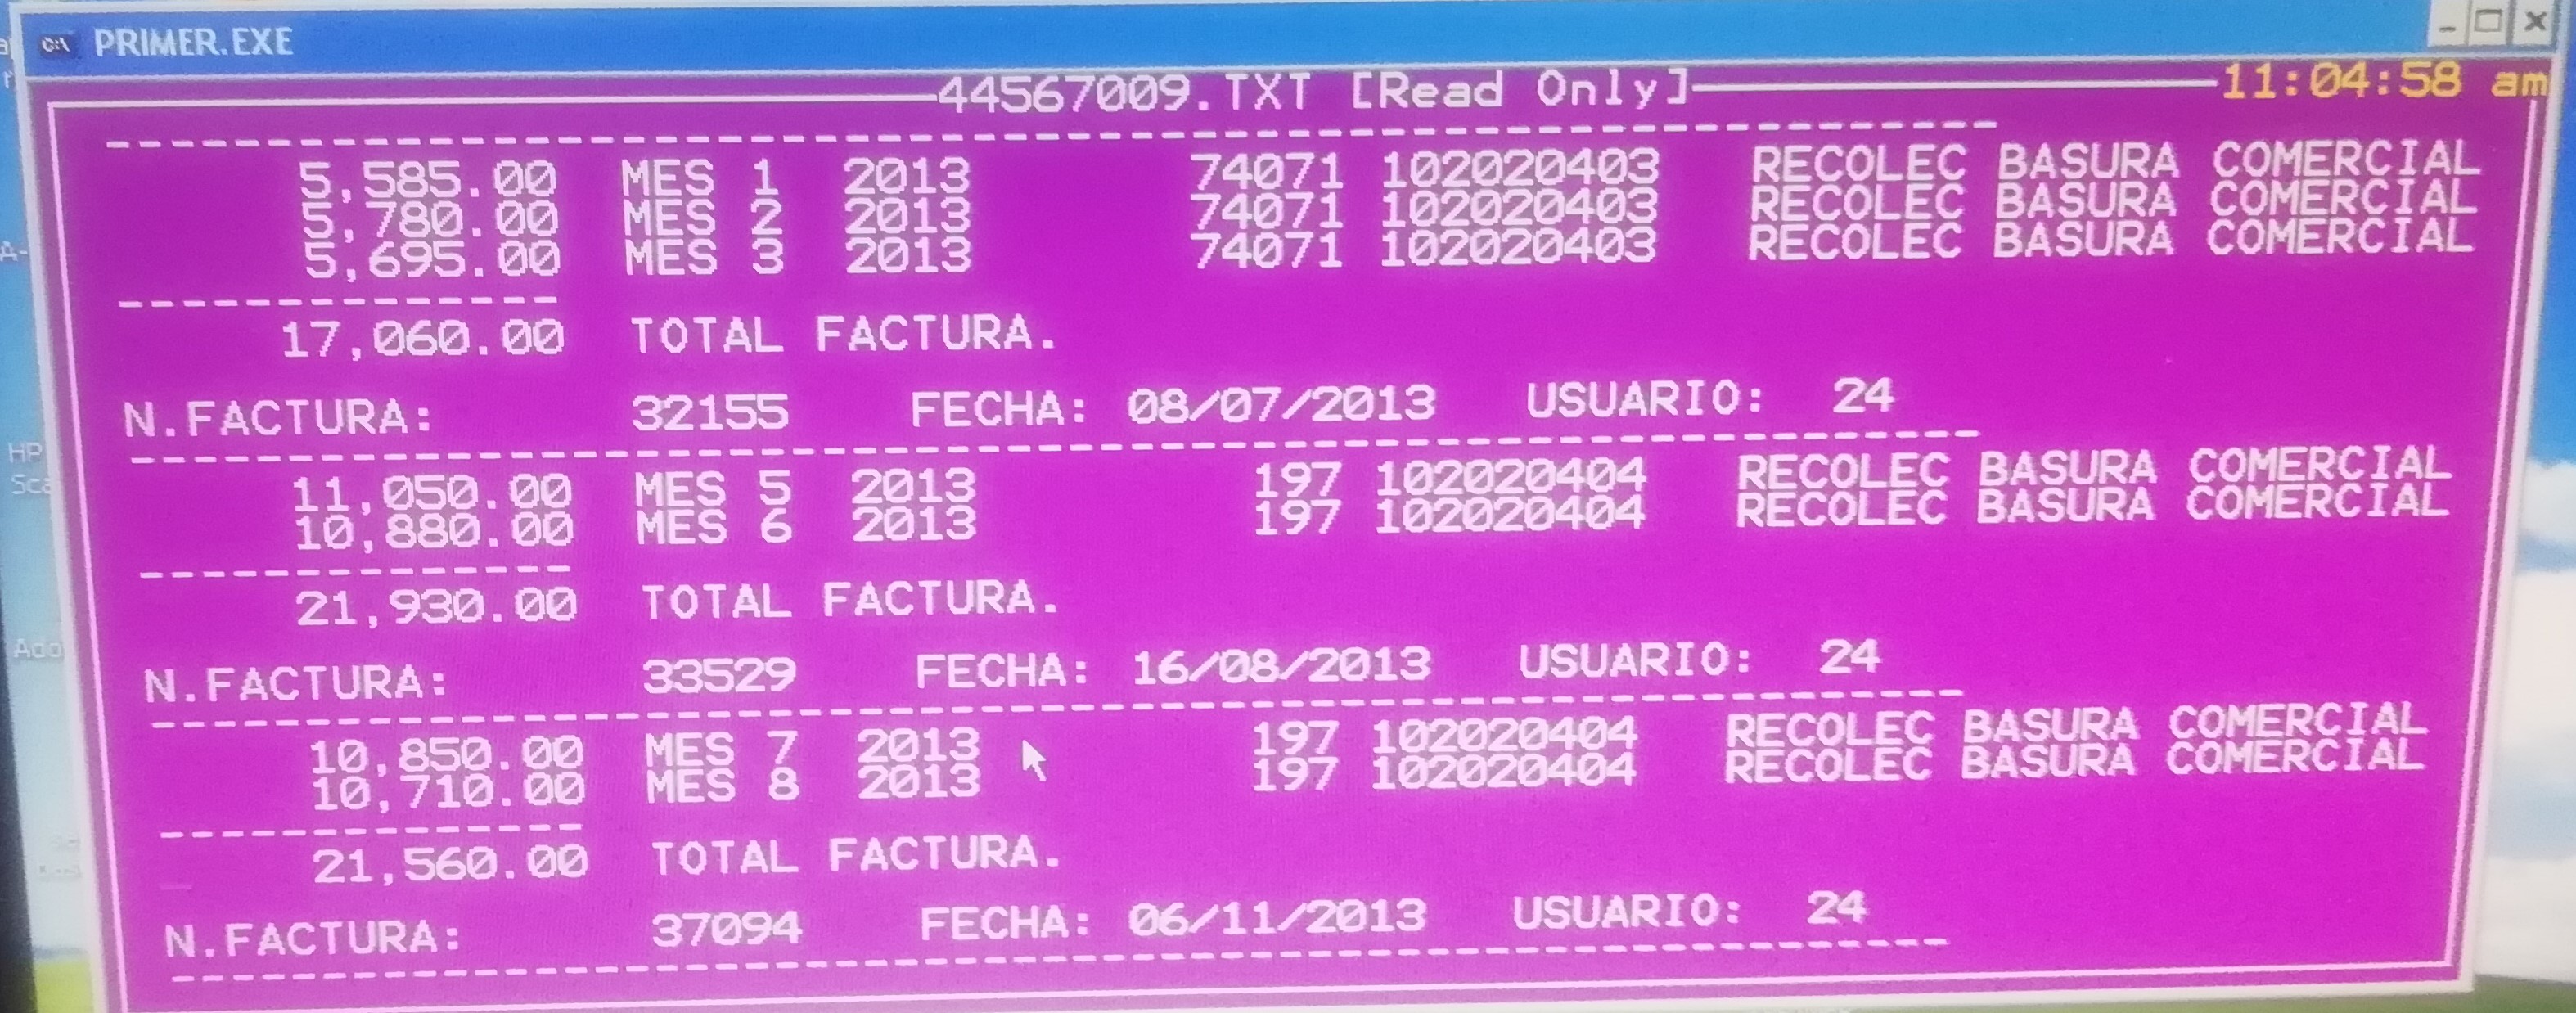 PRIMER.EXE
44567009.TXT [Read Only] 11:04:58 am
5,585.00 MES 1 2013 74071 102020403 RECOLEC BASURA COMERCIAL
5,780.00 MES 2 2013 74071 102020403 RECOLEC BASURA COMERCIAL
5,695.00 MES 3 2013 74071 102020403 RECOLEC BASURA COMERCIAL
17,060.00 TOTAL FACTURA.
N.FACTURA: 32155 FECHA: 08/07/2013 USUARIO: 24
11,050.00 MES 5 2013 197 102020404 RECOLEC BASURA COMERCIAL
10,880.00 MES 6 2013 197 102020404 RECOLEC BASURA COMERCIAL
21,930.00 TOTAL FACTURA.
N.FACTURA: 33529 FECHA: 16/08/2013 USUARIO: 24
10,850.00 MES 7 2013 197 102020404 RECOLEC BASURA COMERCIAL
10,710.00 MES 8 2013 197 102020404 RECOLEC BASURA COMERCIAL
21,560.00 TOTAL FACTURA.
N.FACTURA: 37094 FECHA: 06/11/2013 USUARIO: 24
HP